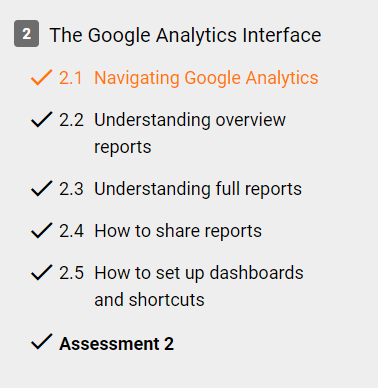 2 The Google Analytics Interface
2.1 Navigating Google Analytics
2.2 Understanding overview
reports
2.3 Understanding full reports
2.4 How to share reports
2.5 How to set up dashboards
and shortcuts
Assessment 2